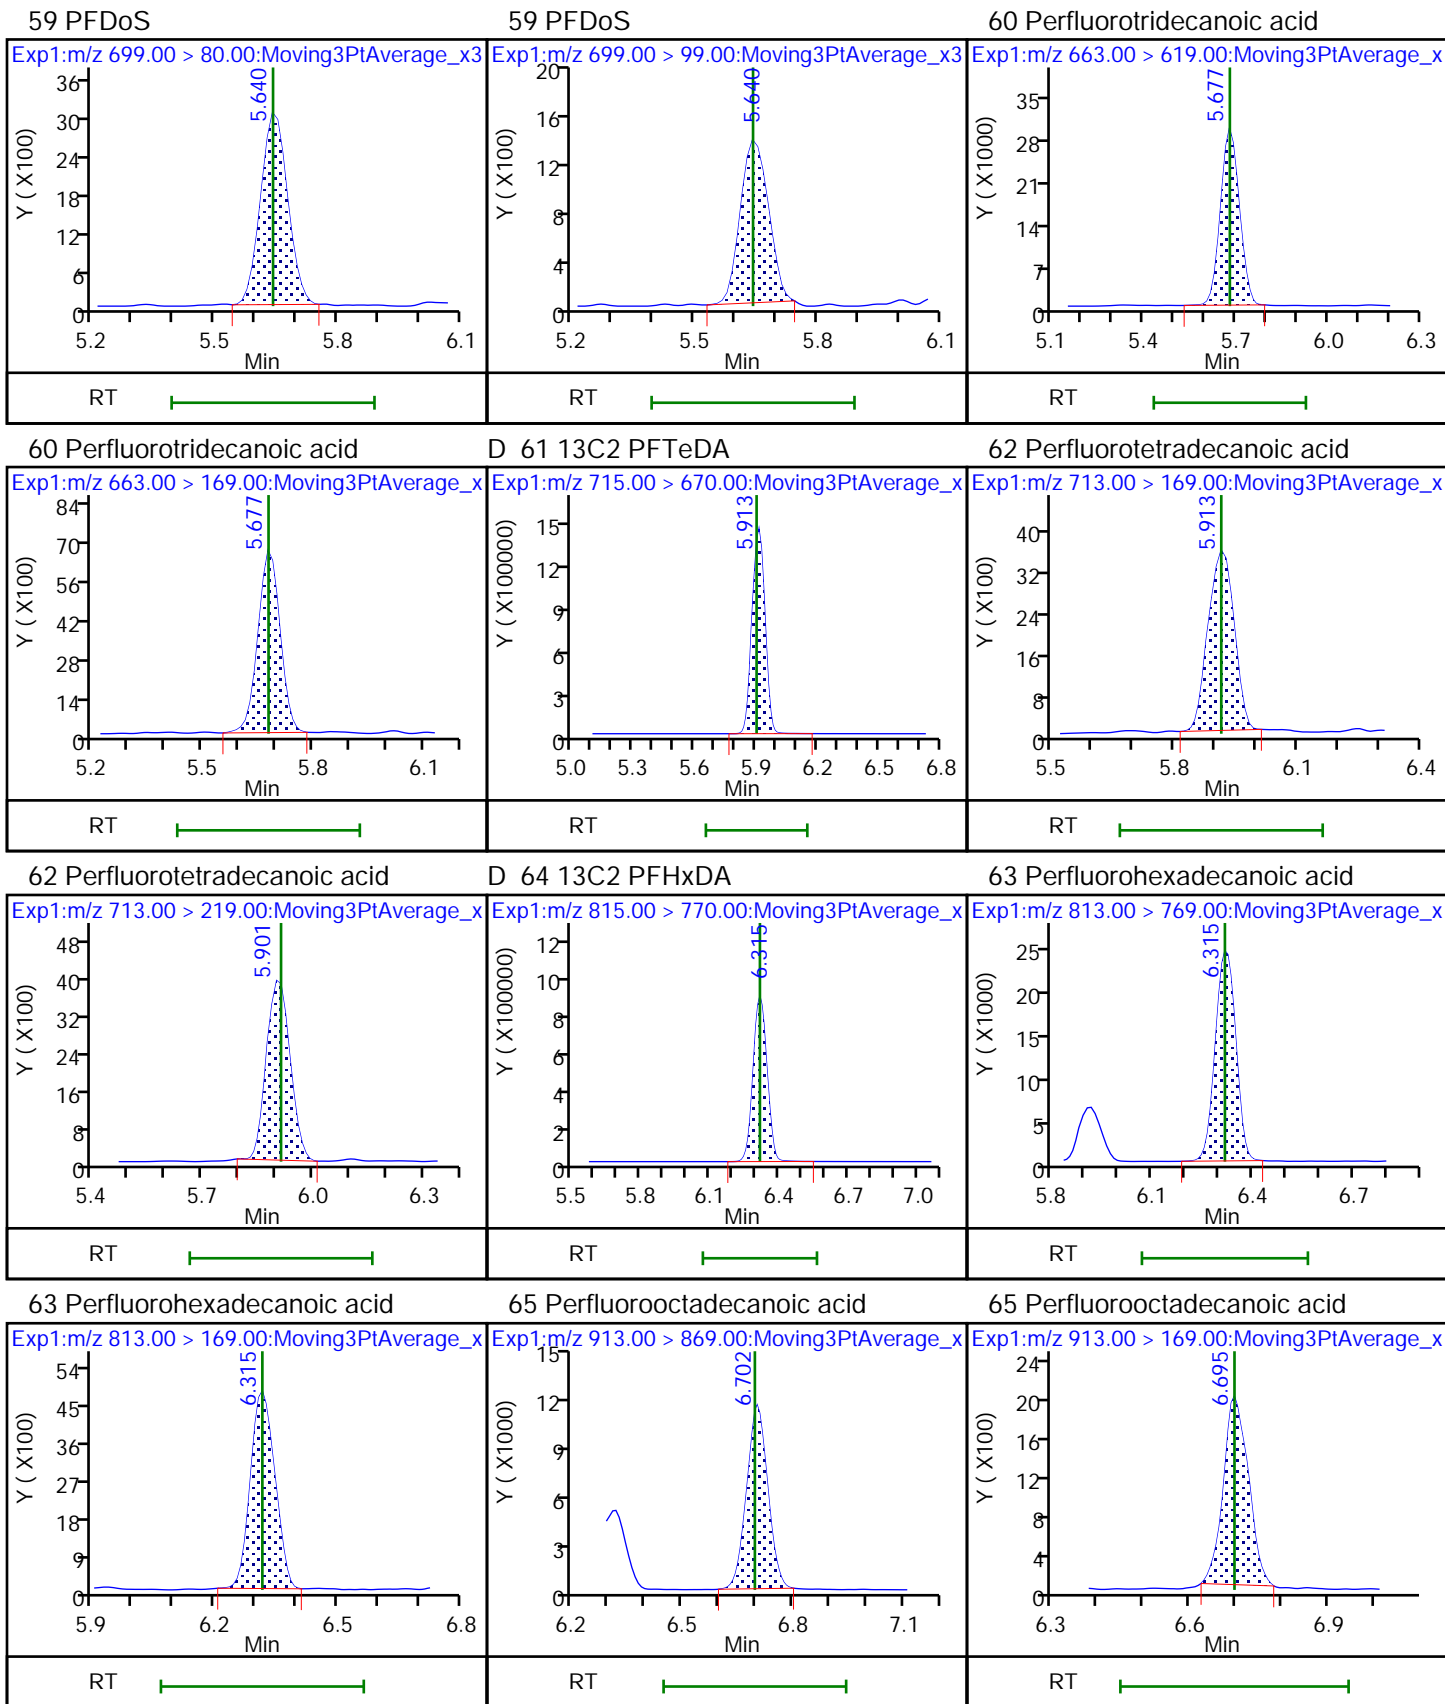 59 PFDoS
Exp1:m/z 699.00 > 80.00:Moving3PtAverage_x3
5.640
Y ( X100)
36
30
24
18
12
6
0
5.2 5.5 5.8 6.1
Min
RT
59 PFDoS
Exp1:m/z 699.00 > 99.00:Moving3PtAverage_x3
5.640
Y ( X100)
20
16
12
8
4
0
5.2 5.5 5.8 6.1
Min
RT
60 Perfluorotridecanoic acid
Exp1:m/z 663.00 > 619.00:Moving3PtAverage_x
5.677
Y ( X1000)
35
28
21
14
7
0
5.1 5.4 5.7 6.0 6.3
Min
RT
60 Perfluorotridecanoic acid
Exp1:m/z 663.00 > 169.00:Moving3PtAverage_x
5.677
Y ( X100)
84
70
56
42
28
14
0
5.2 5.5 5.8 6.1
Min
RT
D 61 13C2 PFTeDA
Exp1:m/z 715.00 > 670.00:Moving3PtAverage_x
5.913
Y ( X100000)
15
12
9
6
3
0
5.0 5.3 5.6 5.9 6.2 6.5 6.8
Min
RT
62 Perfluorotetradecanoic acid
Exp1:m/z 713.00 > 169.00:Moving3PtAverage_x
5.913
Y ( X100)
40
32
24
16
8
0
5.5 5.8 6.1 6.4
Min
RT
62 Perfluorotetradecanoic acid
Exp1:m/z 713.00 > 219.00:Moving3PtAverage_x
5.901
Y ( X100)
48
40
32
24
16
8
0
5.4 5.7 6.0 6.3
Min
RT
D 64 13C2 PFHxDA
Exp1:m/z 815.00 > 770.00:Moving3PtAverage_x
6.315
Y ( X100000)
12
10
8
6
4
2
0
5.5 5.8 6.1 6.4 6.7 7.0
Min
RT
63 Perfluorohexadecanoic acid
Exp1:m/z 813.00 > 769.00:Moving3PtAverage_x
6.315
Y ( X1000)
25
20
15
10
5
0
5.8 6.1 6.4 6.7
Min
RT
63 Perfluorohexadecanoic acid
Exp1:m/z 813.00 > 169.00:Moving3PtAverage_x
6.315
Y ( X100)
54
45
36
27
18
9
0
5.9 6.2 6.5 6.8
Min
RT
65 Perfluorooctadecanoic acid
Exp1:m/z 913.00 > 869.00:Moving3PtAverage_x
6.702
Y ( X1000)
15
12
9
6
3
0
6.2 6.5 6.8 7.1
Min
RT
65 Perfluorooctadecanoic acid
Exp1:m/z 913.00 > 169.00:Moving3PtAverage_x
6.695
Y ( X100)
24
20
16
12
8
4
0
6.3 6.6 6.9
Min
RT